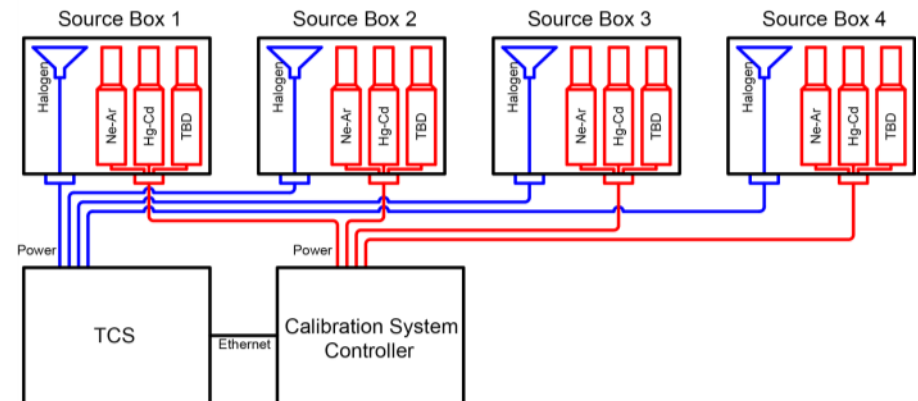 Source Box 1
Source Box 2
Source Box 3
Source Box 4
Halogen
Ne-Ar
Hg-Cd
TBD
Halogen
Ne-Ar
Hg-Cd
TBD
Halogen
Ne-Ar
Hg-Cd
TBD
Halogen
Ne-Ar
Hg-Cd
TBD
Power
Power
TCS
Ethernet
Calibration System
Controller